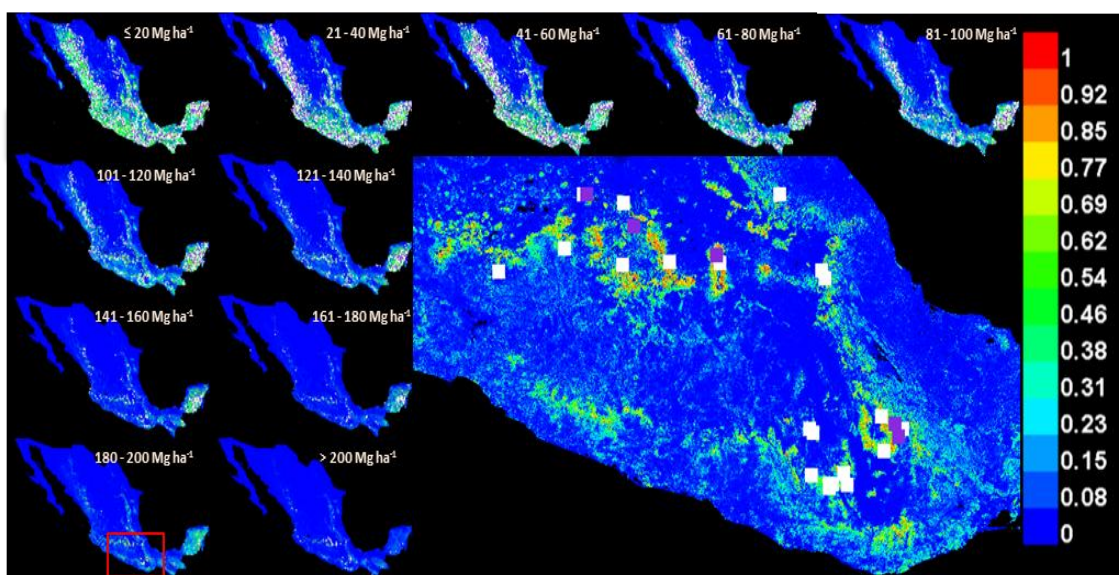 ≤ 20 Mg ha⁻¹
21 - 40 Mg ha⁻¹
41 - 60 Mg ha⁻¹
61 - 80 Mg ha⁻¹
81 - 100 Mg ha⁻¹
101 - 120 Mg ha⁻¹
121 - 140 Mg ha⁻¹
141 - 160 Mg ha⁻¹
161 - 180 Mg ha⁻¹
180 - 200 Mg ha⁻¹
> 200 Mg ha⁻¹
1
0.92
0.85
0.77
0.69
0.62
0.54
0.46
0.38
0.31
0.23
0.15
0.08
0